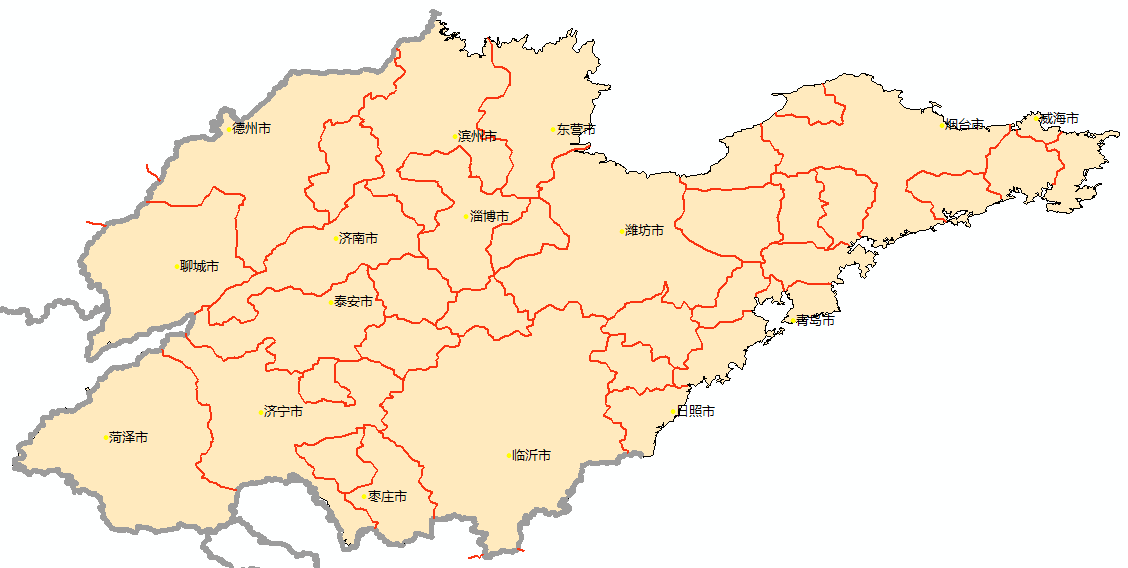 威海市
烟台市
德州市
东营市
滨州市
淄博市
潍坊市
济南市
聊城市
泰安市
青岛市
济宁市
日照市
菏泽市
临沂市
枣庄市